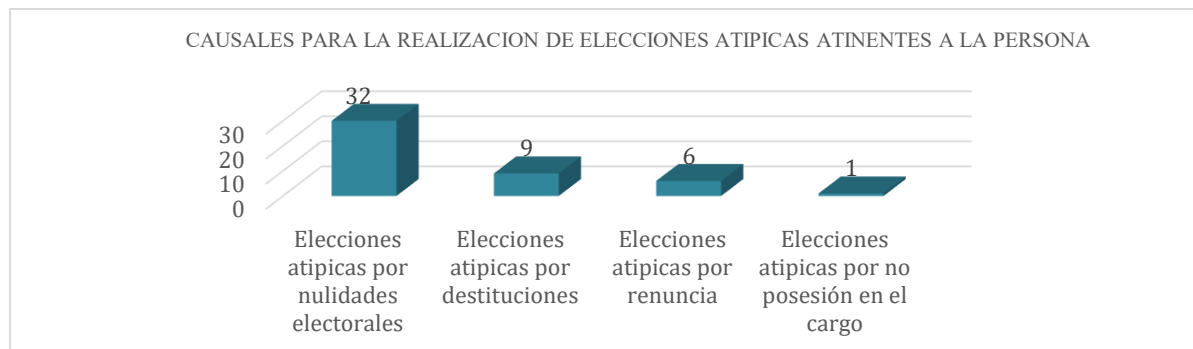 CAUSALES PARA LA REALIZACION DE ELECCIONES ATIPICAS ATINENTES A LA PERSONA
32
9
6
1
30
20
10
0
Elecciones
atipicas por
nulidades
electorales
Elecciones
atipicas por
destituciones
Elecciones
atipicas por
renuncia
Elecciones
atipicas por no
posesión en el
cargo